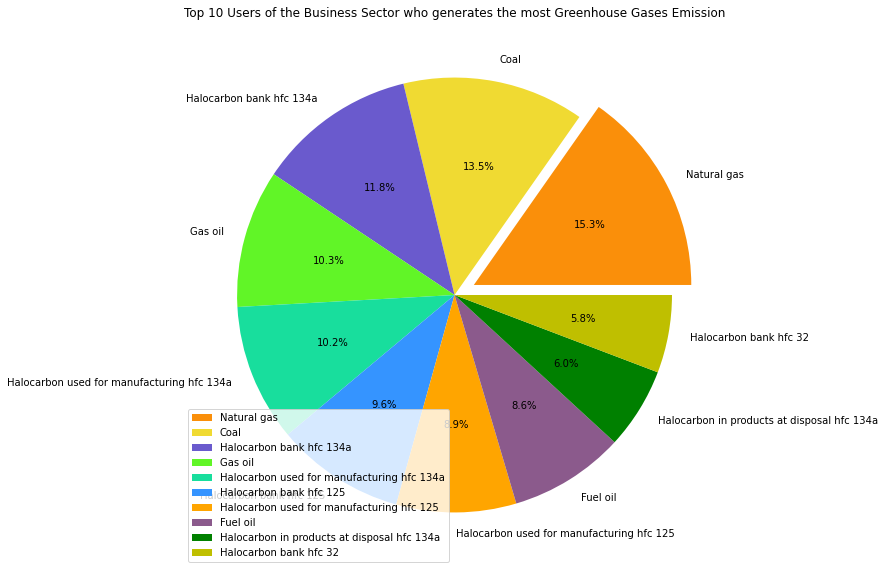 Top 10 Users of the Business Sector who generates the most Greenhouse Gases Emission
Coal
Halocarbon bank hfc 134a
13.5%
Natural gas
11.8%
15.3%
Gas oil
10.3%
5.8%
Halocarbon bank hfc 32
10.2%
6.0%
Halocarbon used for manufacturing hfc 134a
9.6%
8.6%
8.9%
Halocarbon in products at disposal hfc 134a
Natural gas
Coal
Halocarbon bank hfc 134a
Gas oil
Halocarbon used for manufacturing hfc 134a
Halocarbon bank hfc 125
Halocarbon used for manufacturing hfc 125
Fuel oil
Halocarbon in products at disposal hfc 134a
Halocarbon bank hfc 32
Halocarbon bank hfc 125
Fuel oil
Halocarbon used for manufacturing hfc 125